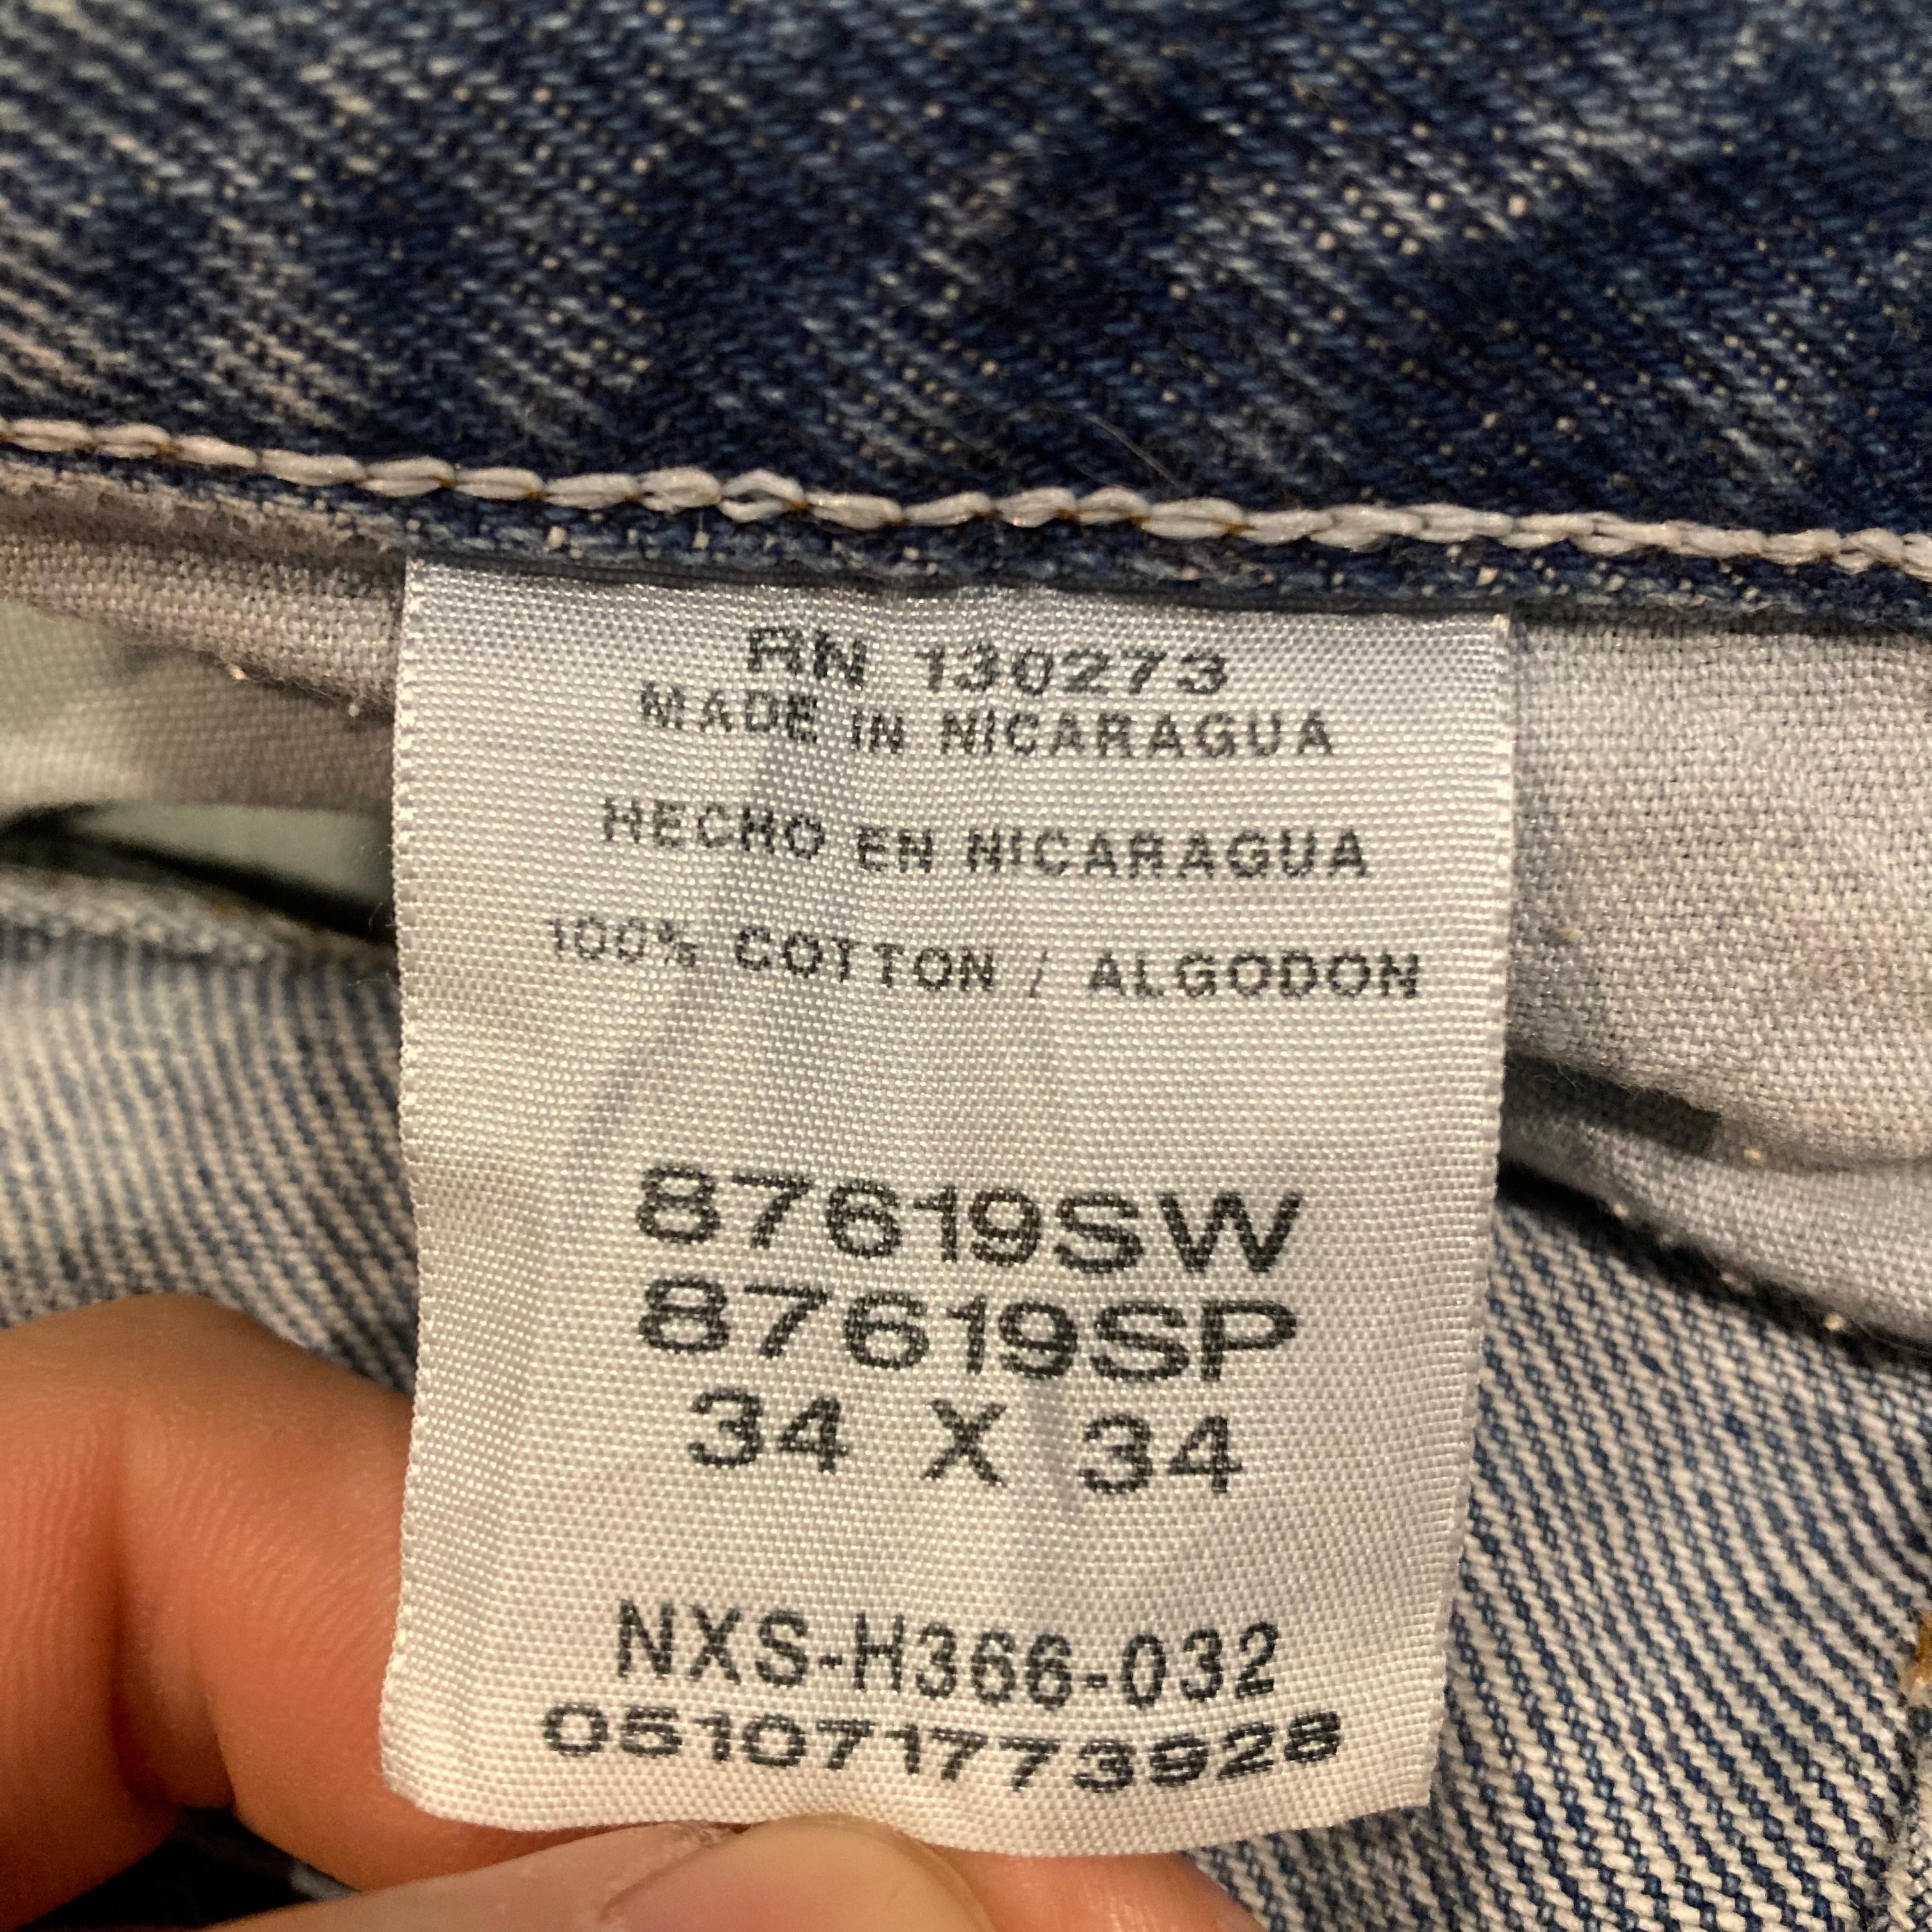 RN 130273
MADE IN NICARAGUA
HECHO EN NICARAGUA
100% COTTON / ALGODON
87619SW
87619SP
34 X 34
NXS-H366-032
051071773928